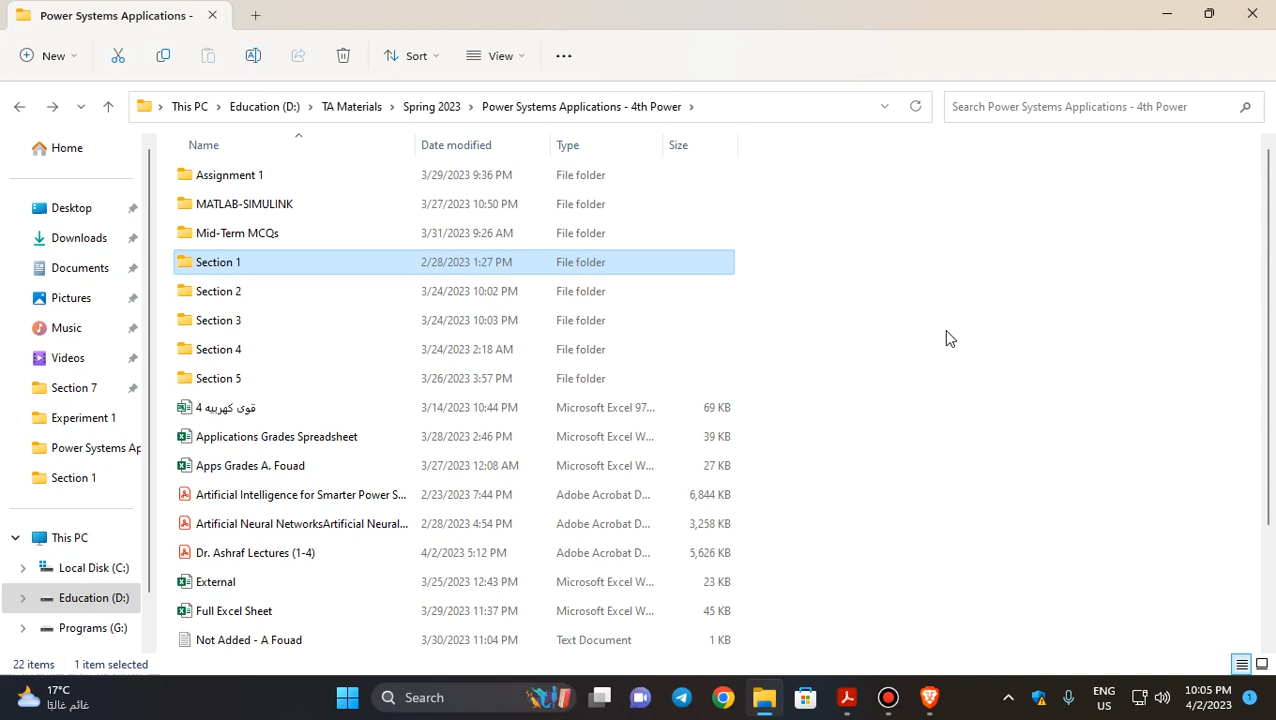 Power Systems Applications -
New
Sort
View
This PC
Education (D:)
TA Materials
Spring 2023
Power Systems Applications - 4th Power
Search Power Systems Applications - 4th Power
Name
Date modified
Type
Size
Home
Desktop
Downloads
Documents
Pictures
Music
Videos
Section 7
Experiment 1
Power Systems Ap
Section 1
This PC
Local Disk (C:)
Education (D:)
Programs (G:)
Assignment 1 3/29/2023 9:36 PM File folder
MATLAB-SIMULINK 3/27/2023 10:50 PM File folder
Mid-Term MCQs 3/31/2023 9:26 AM File folder
Section 1 2/28/2023 1:27 PM File folder
Section 2 3/24/2023 10:02 PM File folder
Section 3 3/24/2023 10:03 PM File folder
Section 4 3/24/2023 2:18 AM File folder
Section 5 3/26/2023 3:57 PM File folder
قوى كهربيه 4 3/14/2023 10:44 PM Microsoft Excel 97... 69 KB
Applications Grades Spreadsheet 3/28/2023 2:46 PM Microsoft Excel W... 39 KB
Apps Grades A. Fouad 3/27/2023 12:08 AM Microsoft Excel W... 27 KB
Artificial Intelligence for Smarter Power S... 2/23/2023 7:44 PM Adobe Acrobat D... 6,844 KB
Artificial Neural NetworksArtificial Neural... 2/28/2023 4:54 PM Adobe Acrobat D... 3,258 KB
Dr. Ashraf Lectures (1-4) 4/2/2023 5:12 PM Adobe Acrobat D... 5,626 KB
External 3/25/2023 12:43 PM Microsoft Excel W... 23 KB
Full Excel Sheet 3/29/2023 11:37 PM Microsoft Excel W... 45 KB
Not Added - A Fouad 3/30/2023 11:04 PM Text Document 1 KB
22 items 1 item selected
17°C
غائم غالبًا
Search
ENG
US
10:05 PM
4/2/2023
1